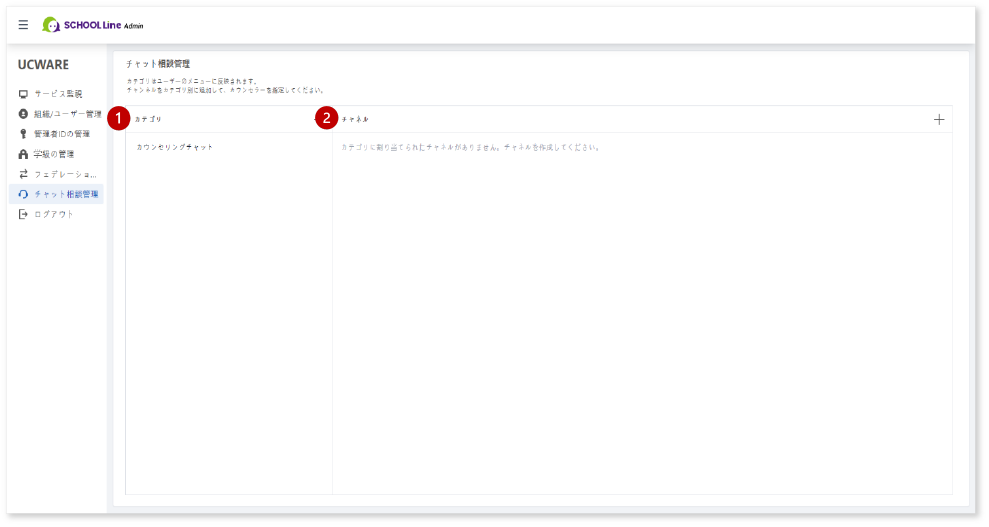 SCHOOL Line Admin
UCWARE
サービス監視
組織/ユーザー管理
管理者IDの管理
学級の管理
フェデレーショ...
チャット相談管理
ログアウト
チャット相談管理
カテゴリはユーザーのメニューに反映されます。
チャンネルをカテゴリ別に追加して、カウンセラーを指定してください。
1 カテゴリ
2 チャネル
カウンセリングチャット
カテゴリに割り当てられたチャネルがありません。チャネルを作成してください。